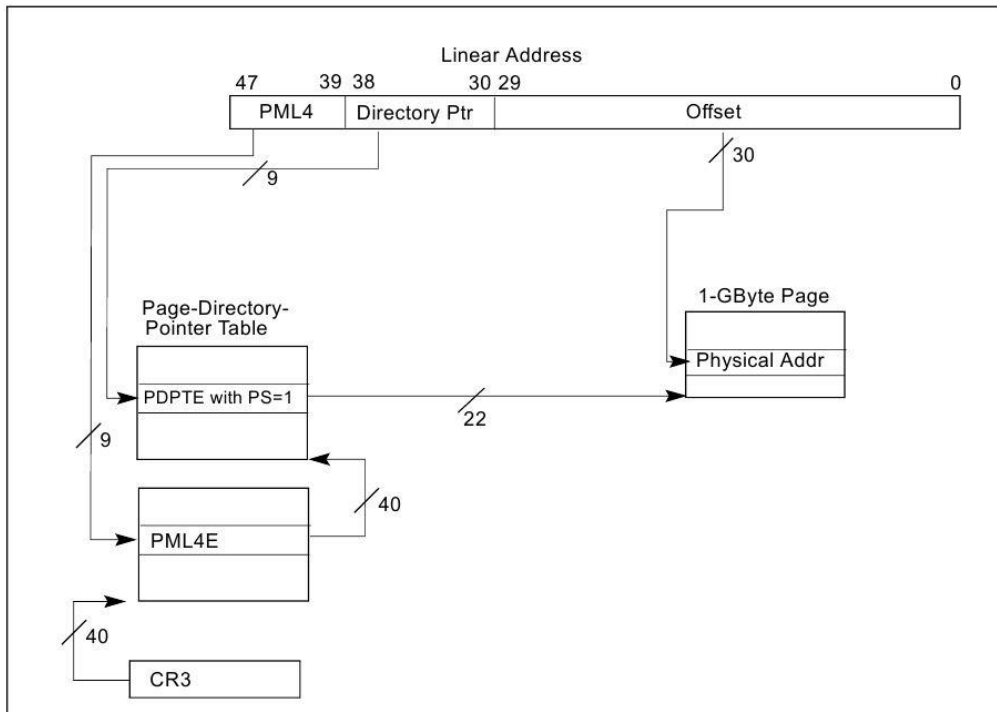 Linear Address
47 39 38 30 29 0
PML4 Directory Ptr Offset
9
30
Page-Directory-
Pointer Table
1-GByte Page
Physical Addr
PDPTE with PS=1
22
9
40
PML4E
40
CR3